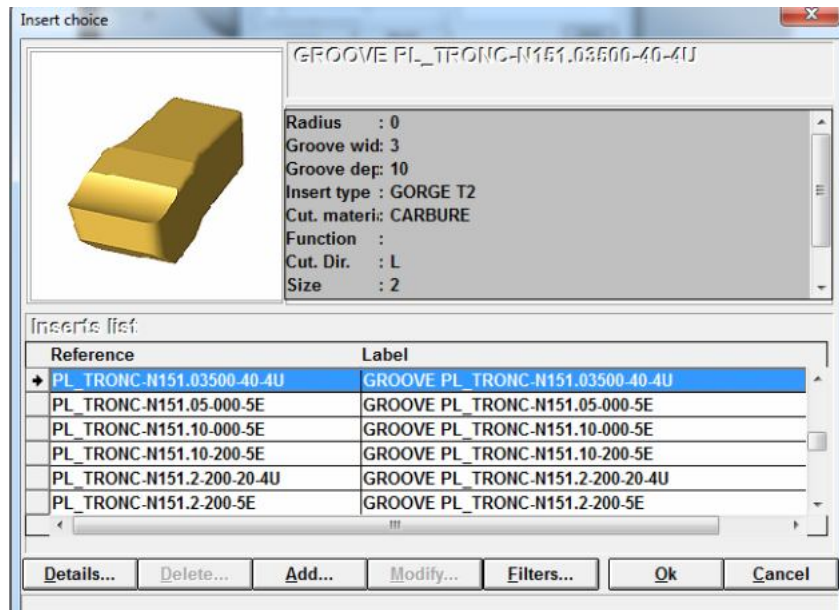 Insert choice
GROOVE PL_TRONC-N151.03500-40-4U
Radius : 0
Groove wid: 3
Groove dep: 10
Insert type : GORGE T2
Cut. materi: CARBURE
Function :
Cut. Dir. : L
Size : 2
Inserts list
Reference Label
PL_TRONC-N151.03500-40-4U GROOVE PL_TRONC-N151.03500-40-4U
PL_TRONC-N151.05-000-5E GROOVE PL_TRONC-N151.05-000-5E
PL_TRONC-N151.10-000-5E GROOVE PL_TRONC-N151.10-000-5E
PL_TRONC-N151.10-200-5E GROOVE PL_TRONC-N151.10-200-5E
PL_TRONC-N151.2-200-20-4U GROOVE PL_TRONC-N151.2-200-20-4U
PL_TRONC-N151.2-200-5E GROOVE PL_TRONC-N151.2-200-5E
Details... Delete... Add... Modify... Filters... Ok Cancel